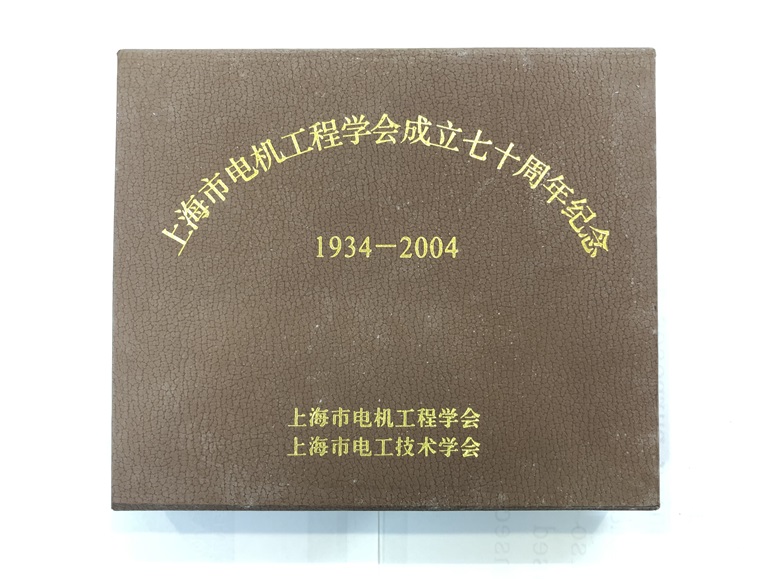 上海市电机工程学会成立七十周年纪念
1934－2004
上海市电机工程学会
上海市电工技术学会